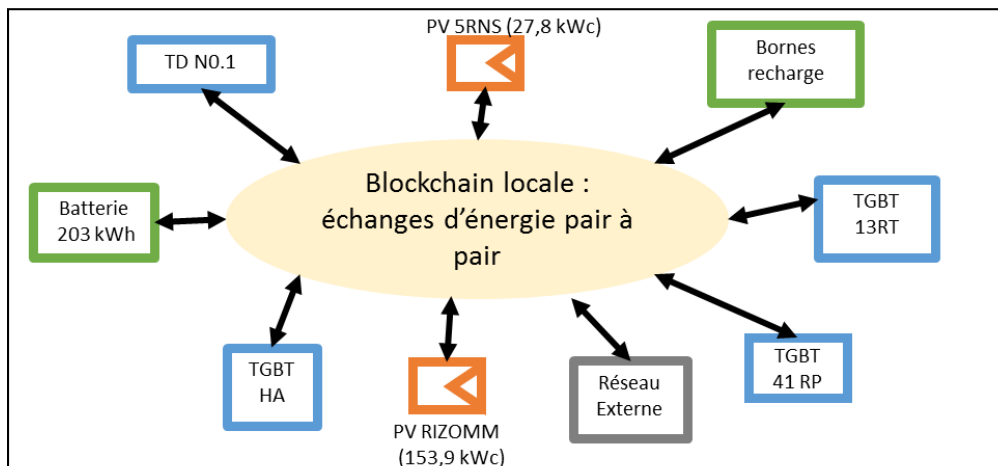 PV 5RNS (27,8 kWc)
TD N0.1
Bornes
recharge
Blockchain locale :
échanges d’énergie pair à
pair
Batterie
203 kWh
TGBT
13RT
TGBT
HA
PV RIZOMM
(153,9 kWc)
Réseau
Externe
TGBT
41 RP